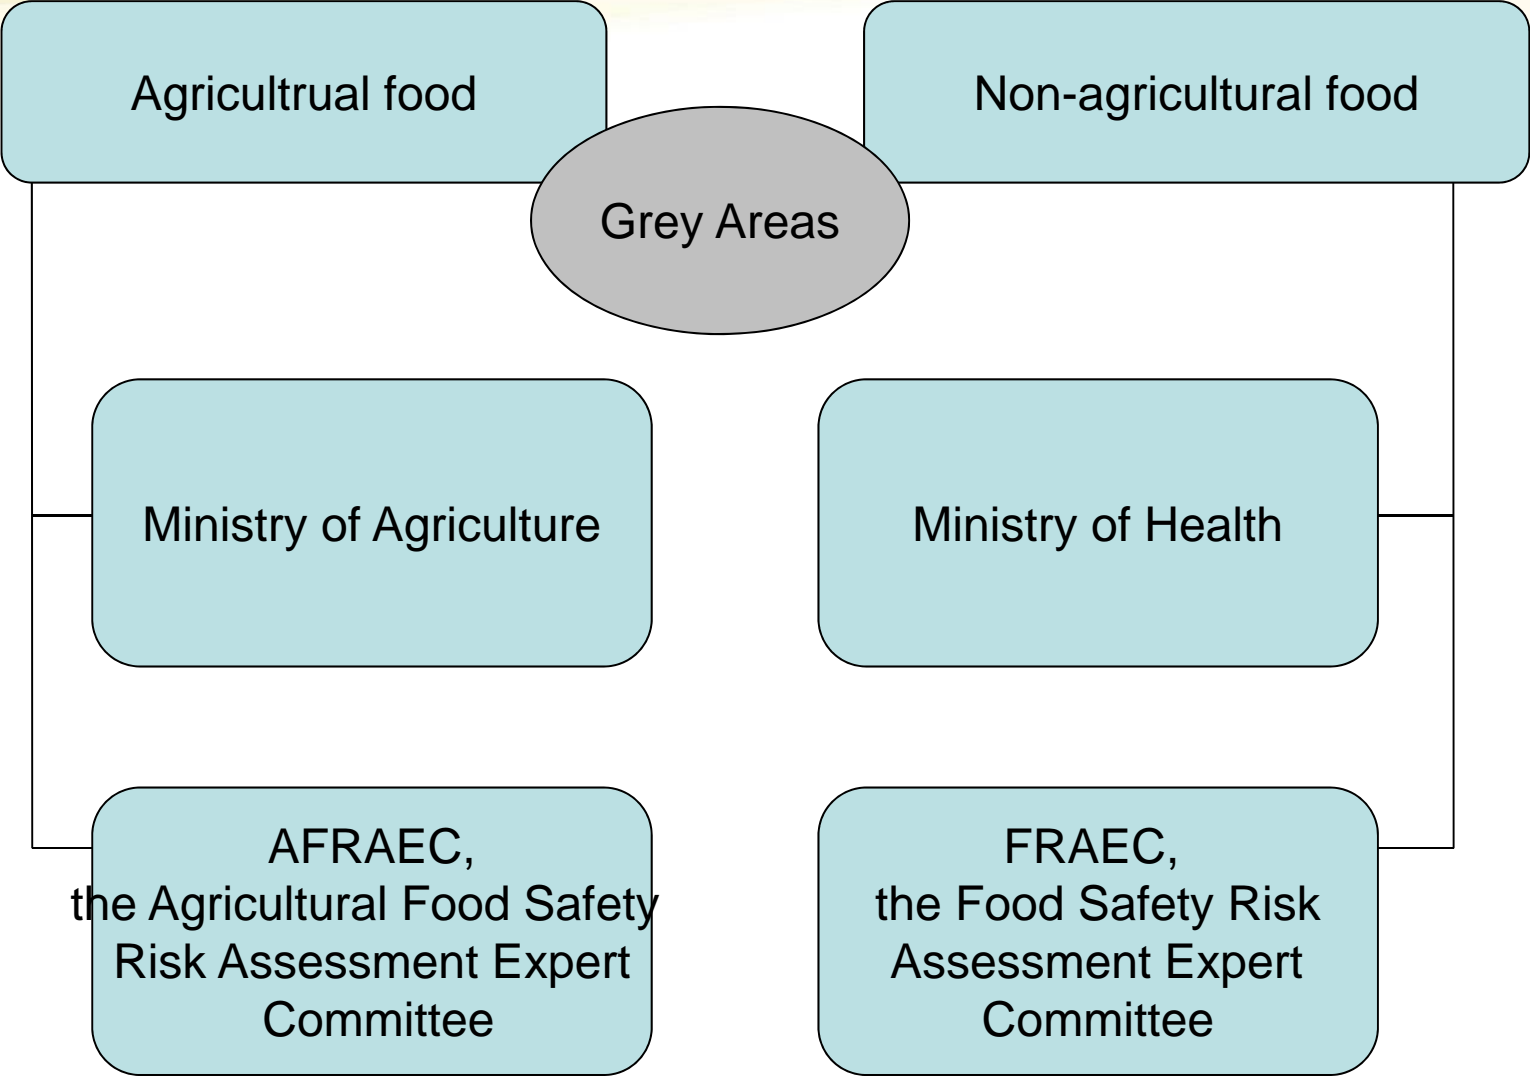 Agricultrual food
Non-agricultural food
Grey Areas
Ministry of Agriculture
Ministry of Health
AFRAEC,
the Agricultural Food Safety
Risk Assessment Expert
Committee
FRAEC,
the Food Safety Risk
Assessment Expert
Committee